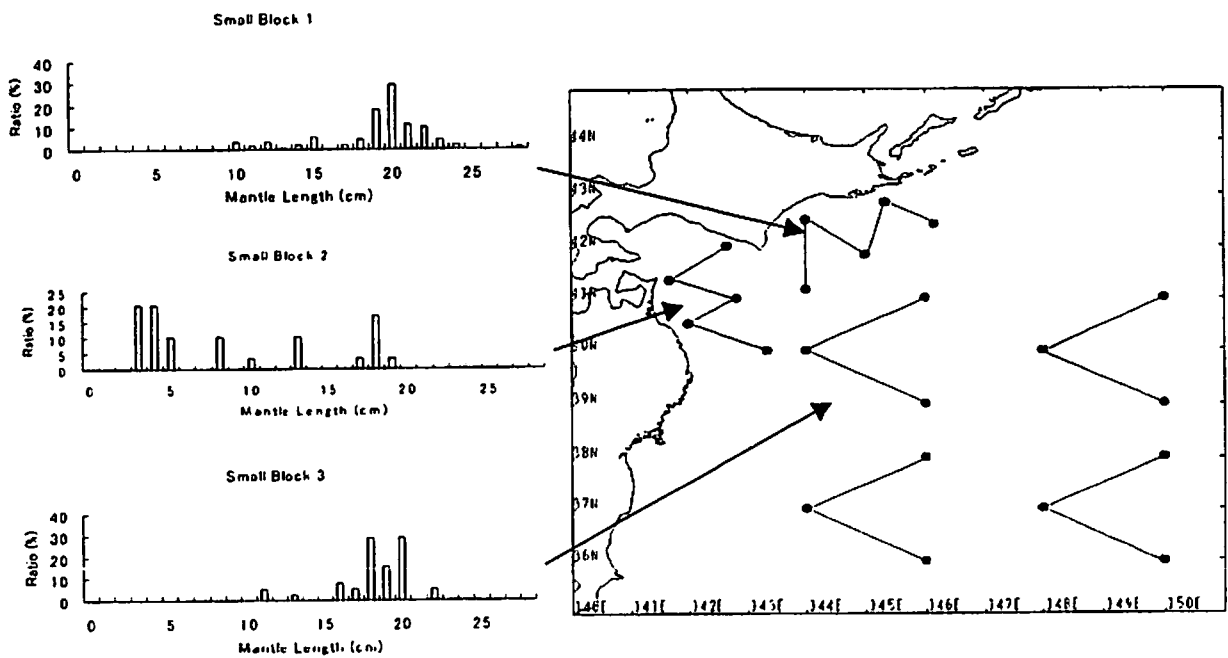 Small Block 1
Ratio (%)
40
30
20
10
0
0 5 10 15 20 25
Mantle Length (cm)
Small Block 2
Ratio (%)
25
20
15
10
5
0
0 5 10 15 20 25
Mantle Length (cm)
Small Block 3
Ratio (%)
40
30
20
10
0
0 5 10 15 20 25
Mantle Length (cm)
44N
43N
42N
41N
40N
39N
38N
37N
36N
140E 141E 142E 143E 144E 145E 146E 147E 148E 149E 150E